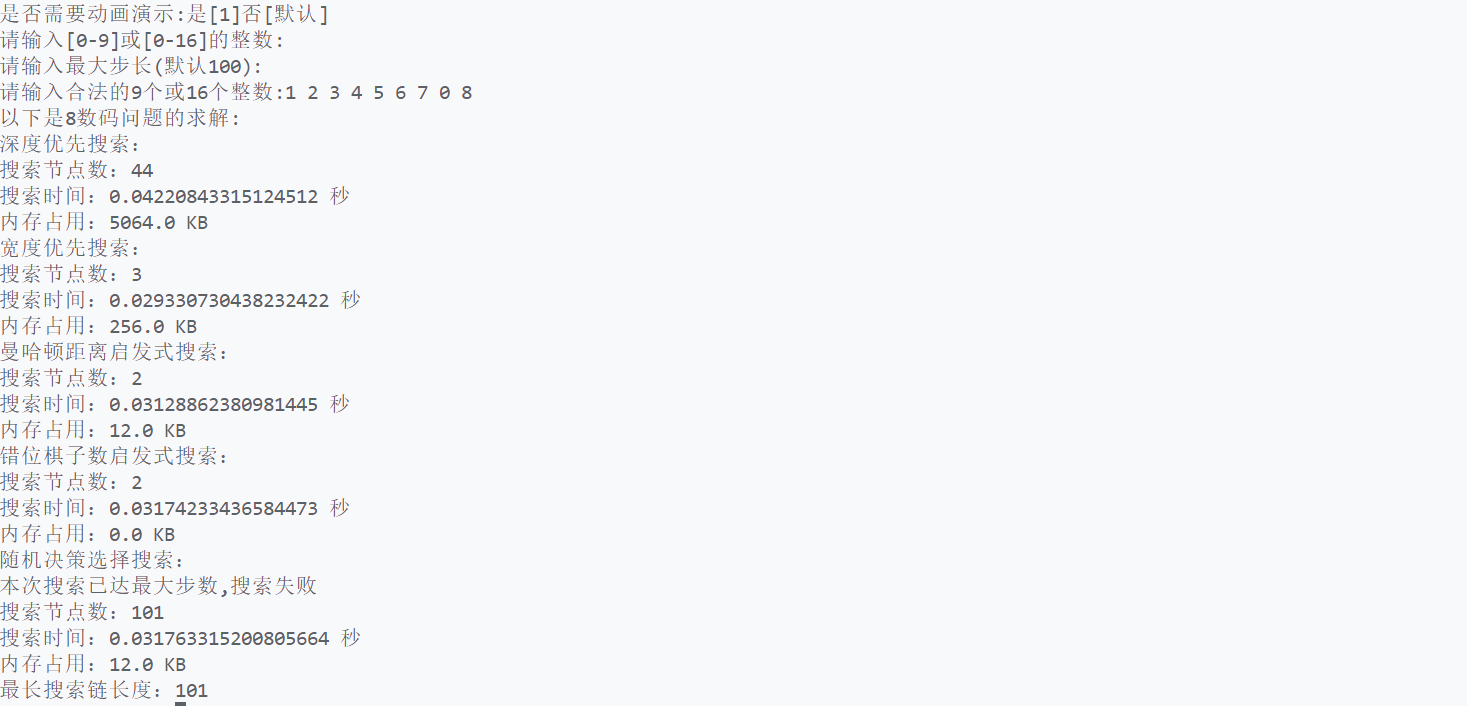 是否需要动画演示:是[1]否[默认]
请输入[0-9]或[0-16]的整数:
请输入最大步长(默认100):
请输入合法的9个或16个整数:1 2 3 4 5 6 7 0 8
以下是8数码问题的求解:
深度优先搜索:
搜索节点数: 44
搜索时间: 0.04220843315124512 秒
内存占用: 5064.0 KB
宽度优先搜索:
搜索节点数: 3
搜索时间: 0.029330730438232422 秒
内存占用: 256.0 KB
曼哈顿距离启发式搜索:
搜索节点数: 2
搜索时间: 0.03128862380981445 秒
内存占用: 12.0 KB
错位棋子数启发式搜索:
搜索节点数: 2
搜索时间: 0.03174233436584473 秒
内存占用: 0.0 KB
随机决策选择搜索:
本次搜索已达最大步数,搜索失败
搜索节点数: 101
搜索时间: 0.031763315200805664 秒
内存占用: 12.0 KB
最长搜索链长度: 101